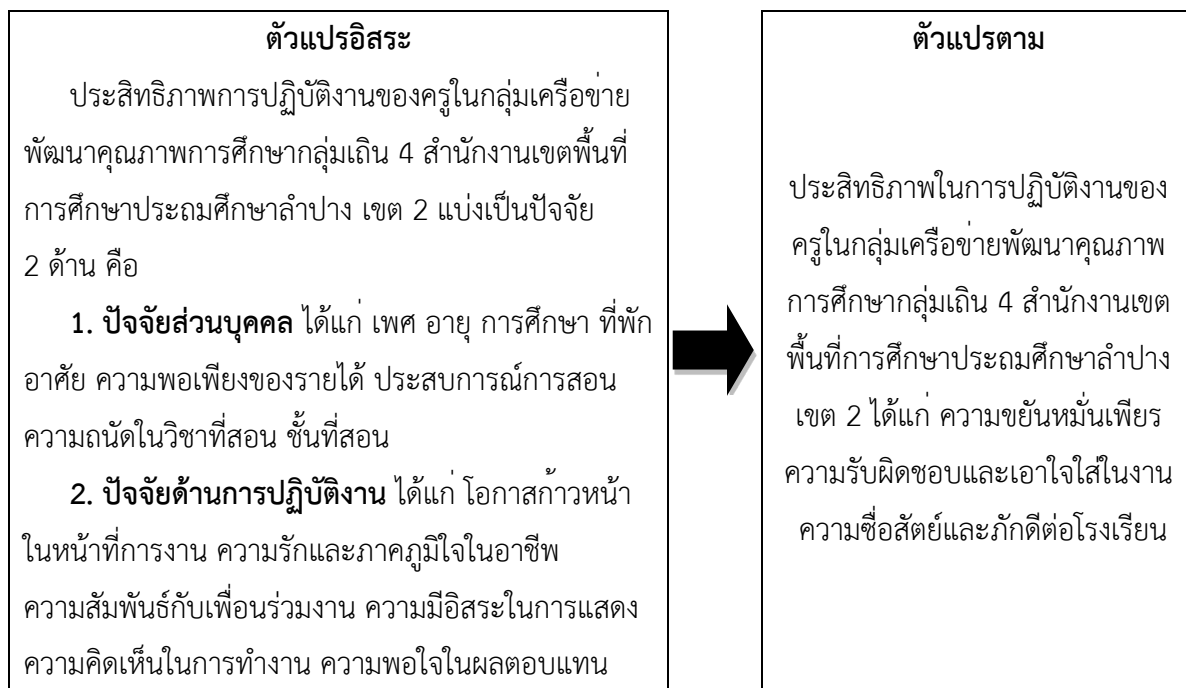 ตัวแปรอิสระ
ประสิทธิภาพการปฏิบัติงานของครูในกลุ่มเครือข่าย
พัฒนาคุณภาพการศึกษากลุ่มเถิน 4 สำนักงานเขตพื้นที่
การศึกษาประถมศึกษาลำปาง เขต 2 แบ่งเป็นปัจจัย
2 ด้าน คือ
1. ปัจจัยส่วนบุคคล ได้แก่ เพศ อายุ การศึกษา ที่พัก
อาศัย ความพอเพียงของรายได้ ประสบการณ์การสอน
ความถนัดในวิชาที่สอน ชั้นที่สอน
2. ปัจจัยด้านการปฏิบัติงาน ได้แก่ โอกาสก้าวหน้า
ในหน้าที่การงาน ความรักและภาคภูมิใจในอาชีพ
ความสัมพันธ์กับเพื่อนร่วมงาน ความมีอิสระในการแสดง
ความคิดเห็นในการทำงาน ความพอใจในผลตอบแทน
ตัวแปรตาม
ประสิทธิภาพในการปฏิบัติงานของ
ครูในกลุ่มเครือข่ายพัฒนาคุณภาพ
การศึกษากลุ่มเถิน 4 สำนักงานเขต
พื้นที่การศึกษาประถมศึกษาลำปาง
เขต 2 ได้แก่ ความขยันหมั่นเพียร
ความรับผิดชอบและเอาใจใส่ในงาน
ความซื่อสัตย์และภักดีต่อโรงเรียน